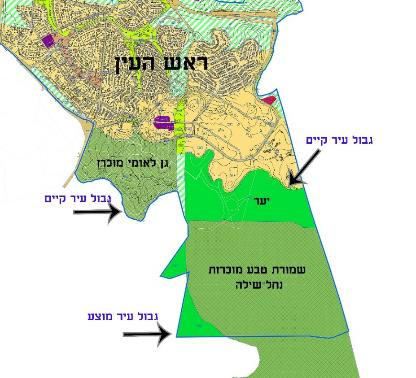 ראש העין
גבול עיר קיים
גן לאומי מוכרז
גבול עיר קיים
יער
שמורת טבע מוכרזת
נחל שילה
גבול עיר מוצע